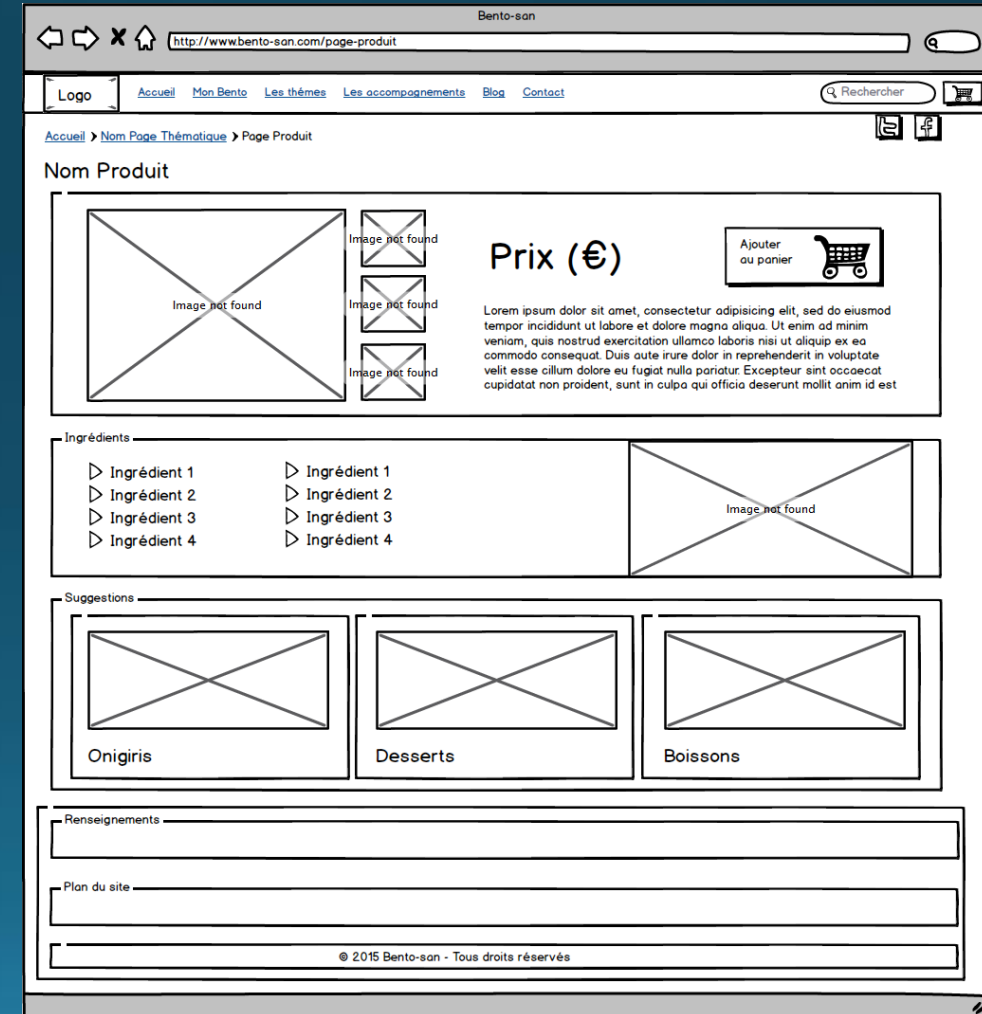 Bento-san
http://www.bento-san.com/page-produit
Logo
Accueil Mon Bento Les thèmes Les accompagnements Blog Contact
Rechercher
Accueil > Nom Page Thématique > Page Produit
Nom Produit
Image not found
Image not found
Image not found
Image not found
Prix (€)
Ajouter
au panier
Lorem ipsum dolor sit amet, consectetur adipisicing elit, sed do eiusmod
tempor incididunt ut labore et dolore magna aliqua. Ut enim ad minim
veniam, quis nostrud exercitation ullamco laboris nisi ut aliquip ex ea
commodo consequat. Duis aute irure dolor in reprehenderit in voluptate
velit esse cillum dolore eu fugiat nulla pariatur. Excepteur sint occaecat
cupidatat non proident, sunt in culpa qui officia deserunt mollit anim id est
Ingrédients
Ingrédient 1
Ingrédient 2
Ingrédient 3
Ingrédient 4
Ingrédient 1
Ingrédient 2
Ingrédient 3
Ingrédient 4
Image not found
Suggestions
Onigiris
Desserts
Boissons
Renseignements
Plan du site
© 2015 Bento-san - Tous droits réservés